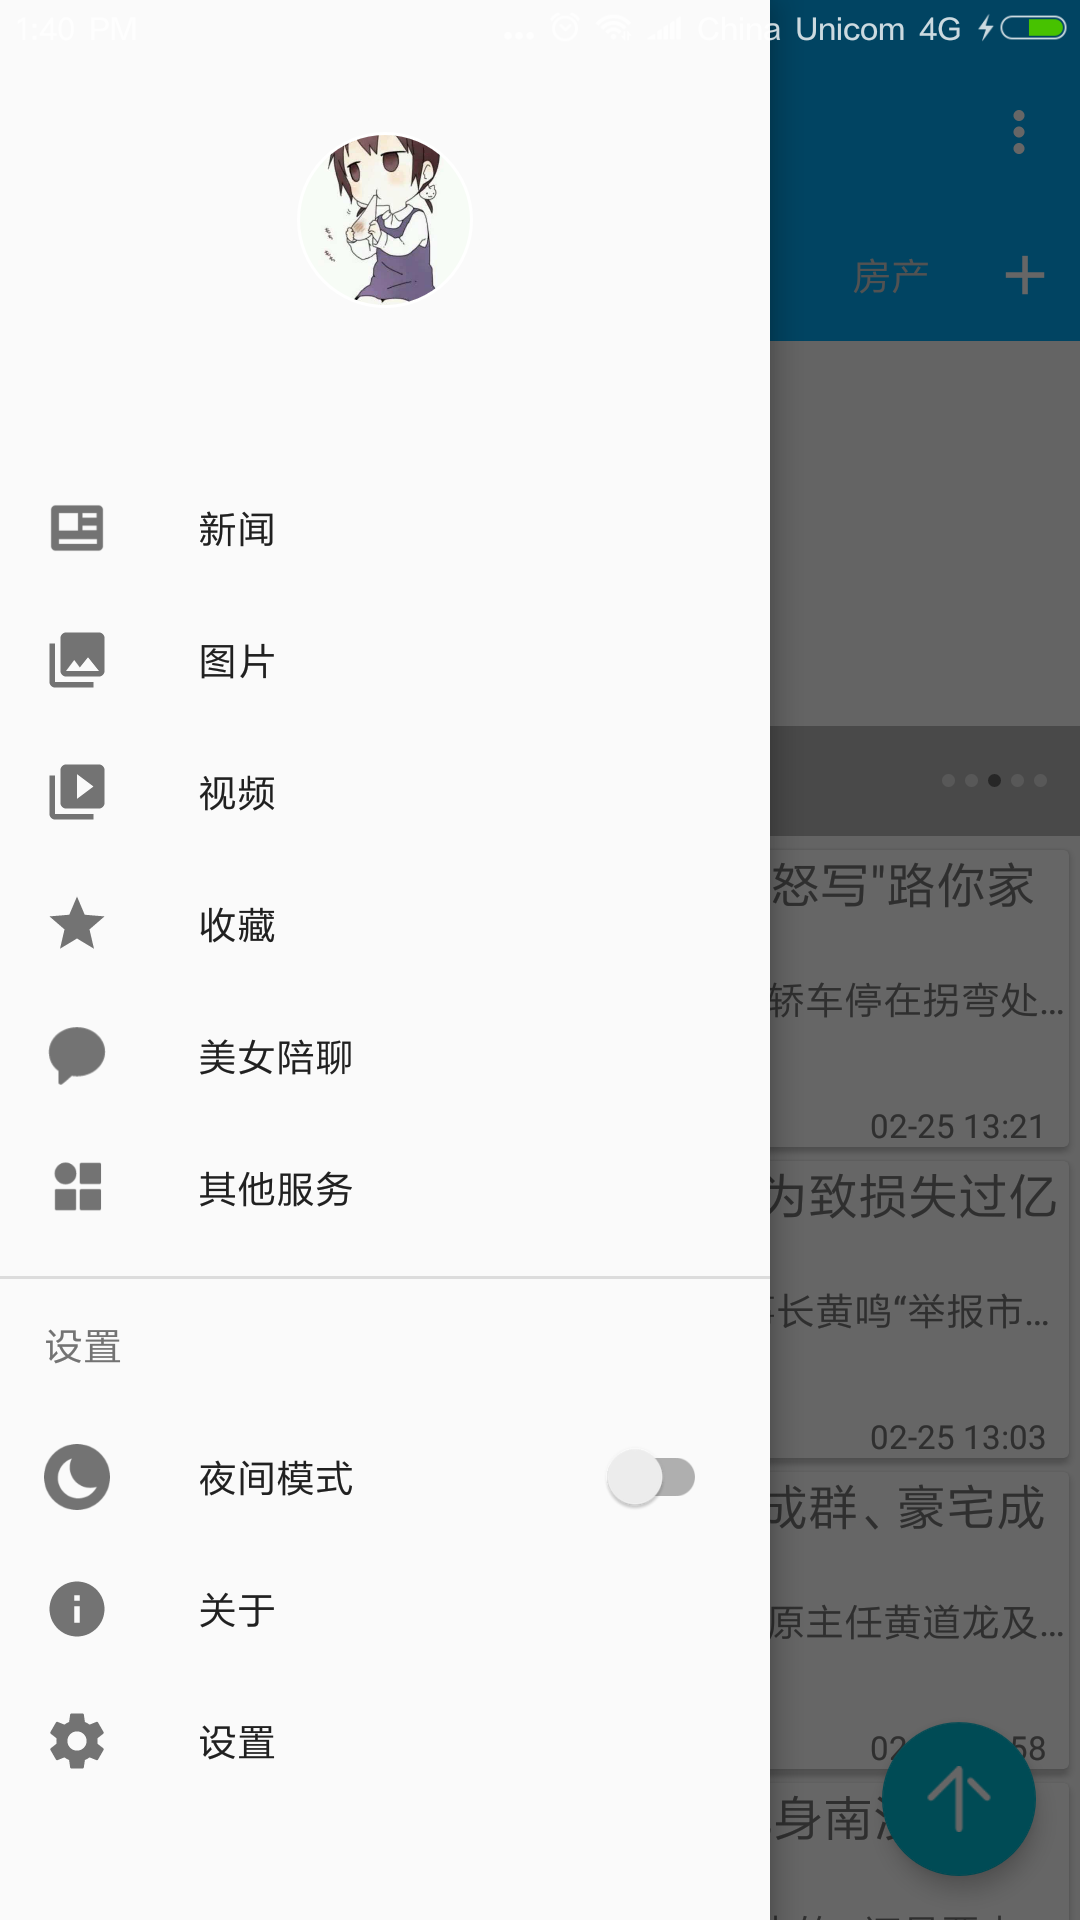 1:40 PM ... China Unicom 4G
房产
新闻
图片
视频
收藏
美女陪聊
其他服务
设置
夜间模式
关于
设置
怒写"路你家
轿车停在拐弯处...
02-25 13:21
为致损失过亿
长黄鸣“举报市...
02-25 13:03
成群、豪宅成
原主任黄道龙及...
02 58
身南